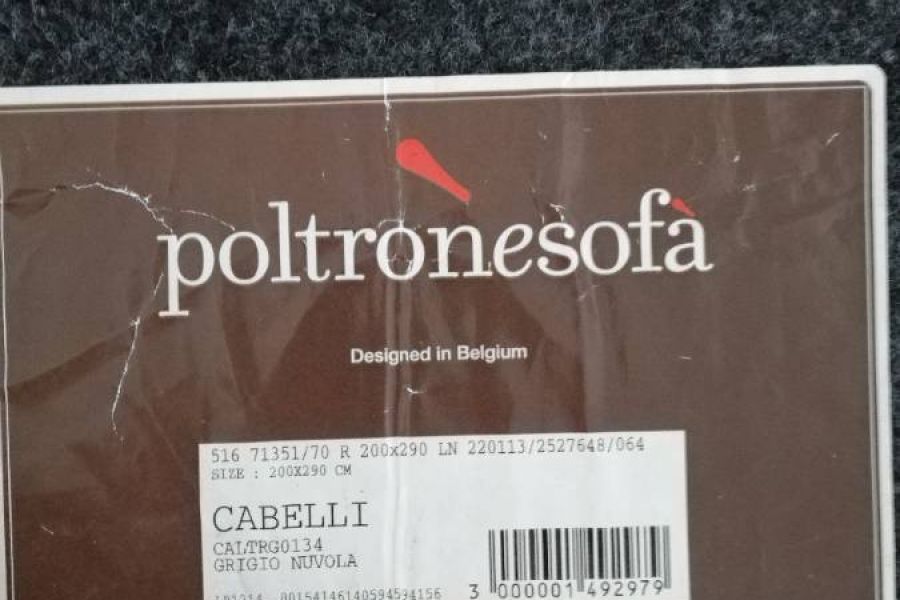 poltronesofà
Designed in Belgium
516 71351/70 R 200x290 LN 220113/2527648/064
SIZE : 200X290 CM
CABELLI
CALTRG0134
GRIGIO NUVOLA
3 000001 492979